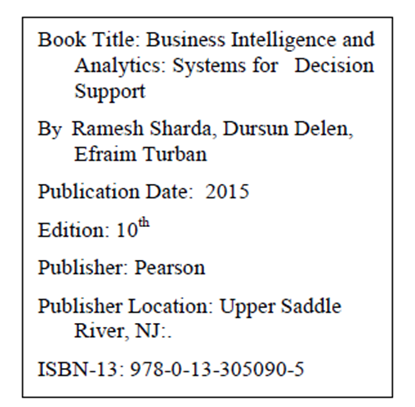 Book Title: Business Intelligence and
Analytics: Systems for Decision
Support
By Ramesh Sharda, Dursun Delen,
Efraim Turban
Publication Date: 2015
Edition: 10th
Publisher: Pearson
Publisher Location: Upper Saddle
River, NJ:.
ISBN-13: 978-0-13-305090-5